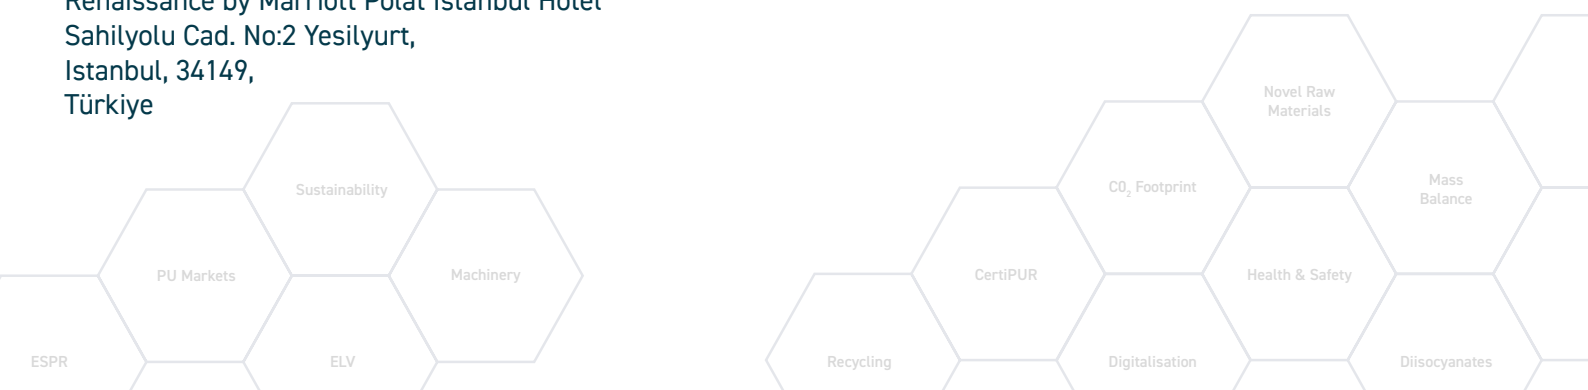 Renaissance by Marriott Polat Istanbul Hotel
Sahilyolu Cad. No:2 Yesilyurt,
Istanbul, 34149,
Türkiye
Sustainability
PU Markets
Machinery
ESPR
ELV
Novel Raw
Materials
C0₂ Footprint
Mass
Balance
CertiPUR
Health & Safety
Recycling
Digitalisation
Diisocyanates